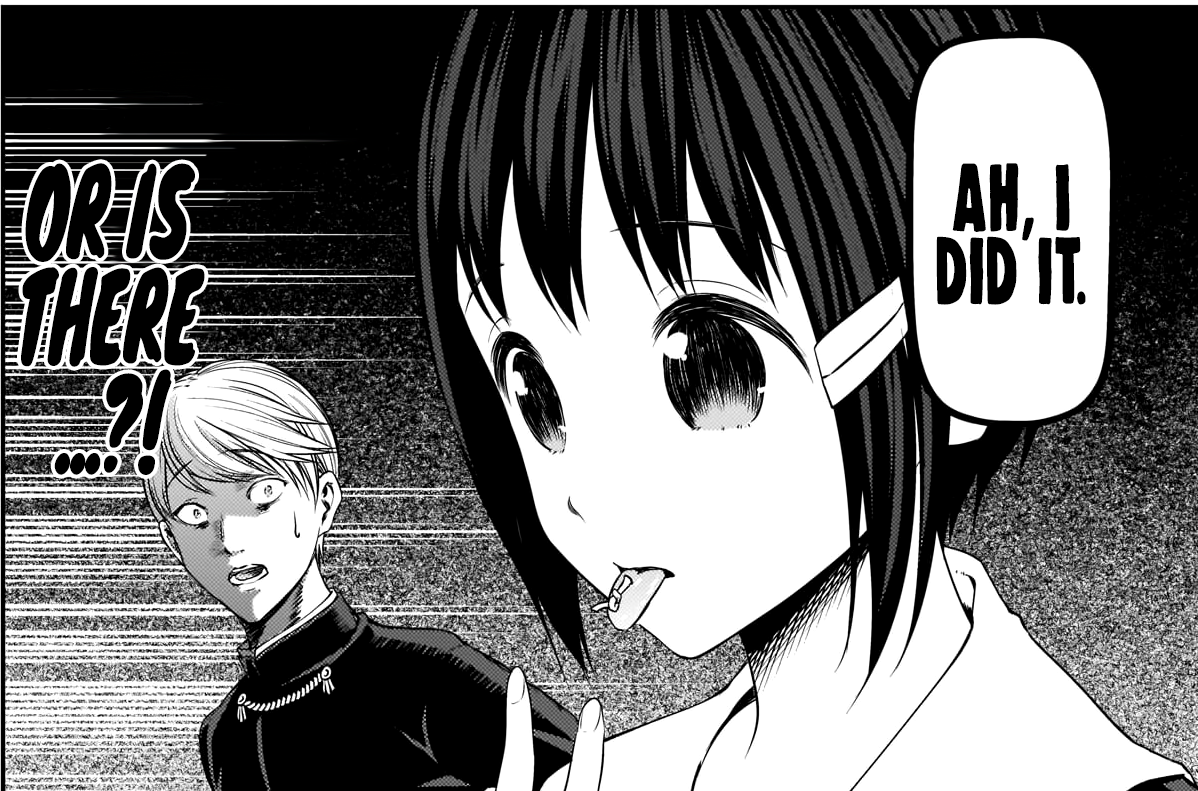 AH, I
DID IT.
OR IS
THERE
....?!